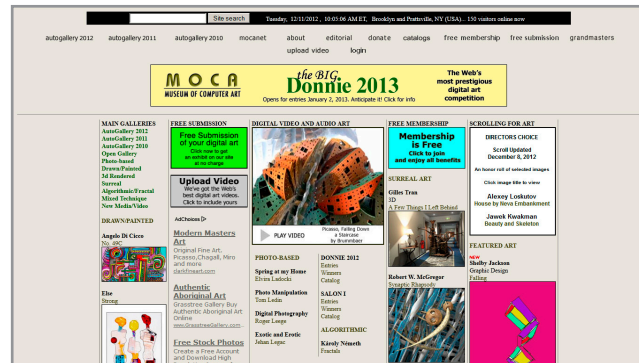 Site search
Tuesday, 12/11/2012 , 10:05:06 AM ET, Brooklyn and Prattsville, NY (USA)... 150 visitors online now
autogallery 2012 autogallery 2011 autogallery 2010 mocanet about editorial donate catalogs free membership free submission grandmasters
upload video login
MOCA
MUSEUM OF COMPUTER ART
the BIG
Donnie 2013
Opens for entries January 2, 2013. Anticipate it! Click for info
The Web's
most prestigious
digital art
competition
MAIN GALLERIES
AutoGallery 2012
AutoGallery 2011
AutoGallery 2010
Open Gallery
Photo-based
Drawn/Painted
3d Rendered
Surreal
Algorithmic/Fractal
Mixed Technique
New Media/Video
DRAWN/PAINTED
Angelo Di Cicco
No. 49C
Else
Strong
FREE SUBMISSION
Free Submission
of your digital art
Click now to get
an exhibit on our site
at no charge
Upload Video
We've got the Web's
best digital art videos.
Click to include yours
AdChoices
Modern Masters
Art
Original Fine Art.
Picasso,Chagall, Miro
and more
clarkfineart.com
Authentic
Aboriginal Art
Grasstree Gallery Buy
Authentic Aboriginal Art
Online
www.GrasstreeGallery.com.
Free Stock Photos
Create a Free Account
and Download High
DIGITAL VIDEO AND AUDIO ART
PLAY VIDEO
Picasso, Falling Down
a Staircase
by Brummbaer
PHOTO-BASED
Spring at my Home
Elvira Ladocki
Photo Manipulation
Tom Ledin
Digital Photography
Roger Laege
Exotic and Erotic
Jehan Legac
DONNIE 2012
Entries
Winners
Catalog
SALON I
Entries
Winners
Catalog
ALGORITHMIC
Károly Németh
Fractals
FREE MEMBERSHIP
Membership
is Free
Click to join
and enjoy all benefits
SURREAL ART
Gilles Tran
3D
A Few Things I Left Behind
Robert W. McGregor
Synaptic Rhapsody
SCROLLING FOR ART
DIRECTORS CHOICE
Scroll Updated
December 8, 2012
An honor roll of selected images
Click image title to view
Alexey Loskutov
House by Neva Embankment
Jawek Kwakman
Beauty and Skeleton
FEATURED ART
NEW
Shelby Jackson
Graphic Design
Falling